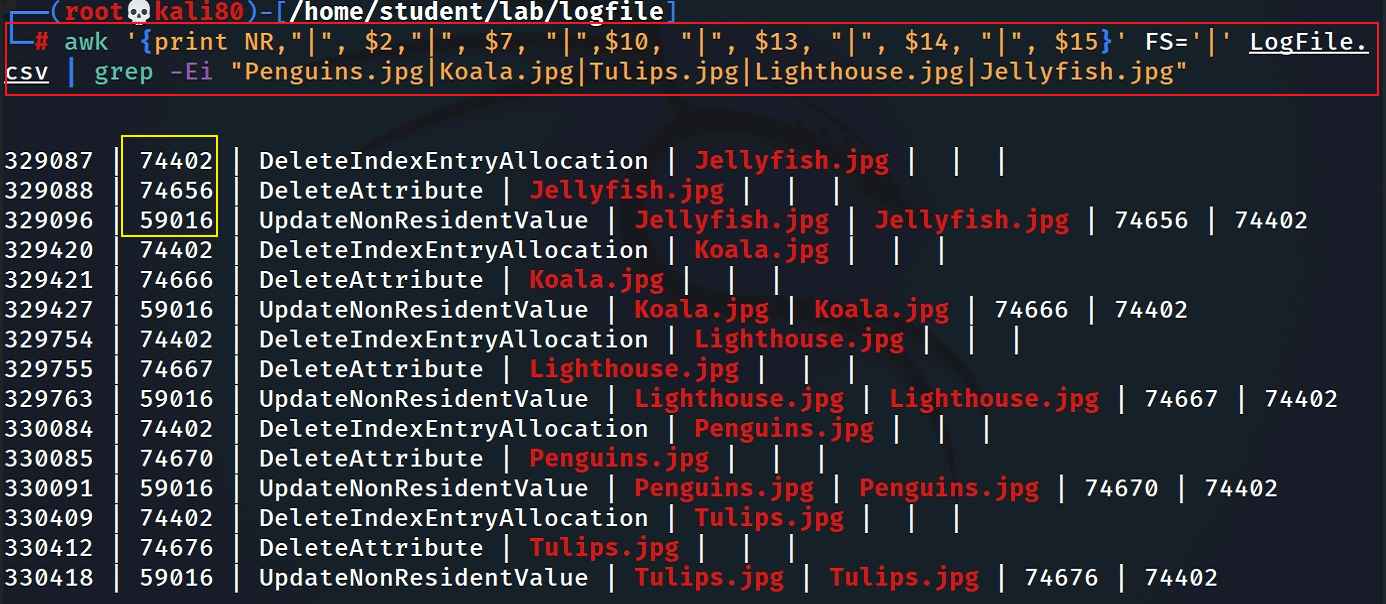 (root💀kali80)-[/home/student/lab/logfile]
# awk '{print NR,"|", $2,"|", $7, "|",$10, "|", $13, "|", $14, "|", $15}' FS='|' LogFile.
csv | grep -Ei "Penguins.jpg|Koala.jpg|Tulips.jpg|Lighthouse.jpg|Jellyfish.jpg"
329087 | 74402 | DeleteIndexEntryAllocation | Jellyfish.jpg | | |
329088 | 74656 | DeleteAttribute | Jellyfish.jpg | | |
329096 | 59016 | UpdateNonResidentValue | Jellyfish.jpg | Jellyfish.jpg | 74656 | 74402
329420 | 74402 | DeleteIndexEntryAllocation | Koala.jpg | | |
329421 | 74666 | DeleteAttribute | Koala.jpg | | |
329427 | 59016 | UpdateNonResidentValue | Koala.jpg | Koala.jpg | 74666 | 74402
329754 | 74402 | DeleteIndexEntryAllocation | Lighthouse.jpg | | |
329755 | 74667 | DeleteAttribute | Lighthouse.jpg | | |
329763 | 59016 | UpdateNonResidentValue | Lighthouse.jpg | Lighthouse.jpg | 74667 | 74402
330084 | 74402 | DeleteIndexEntryAllocation | Penguins.jpg | | |
330085 | 74670 | DeleteAttribute | Penguins.jpg | | |
330091 | 59016 | UpdateNonResidentValue | Penguins.jpg | Penguins.jpg | 74670 | 74402
330409 | 74402 | DeleteIndexEntryAllocation | Tulips.jpg | | |
330412 | 74676 | DeleteAttribute | Tulips.jpg | | |
330418 | 59016 | UpdateNonResidentValue | Tulips.jpg | Tulips.jpg | 74676 | 74402